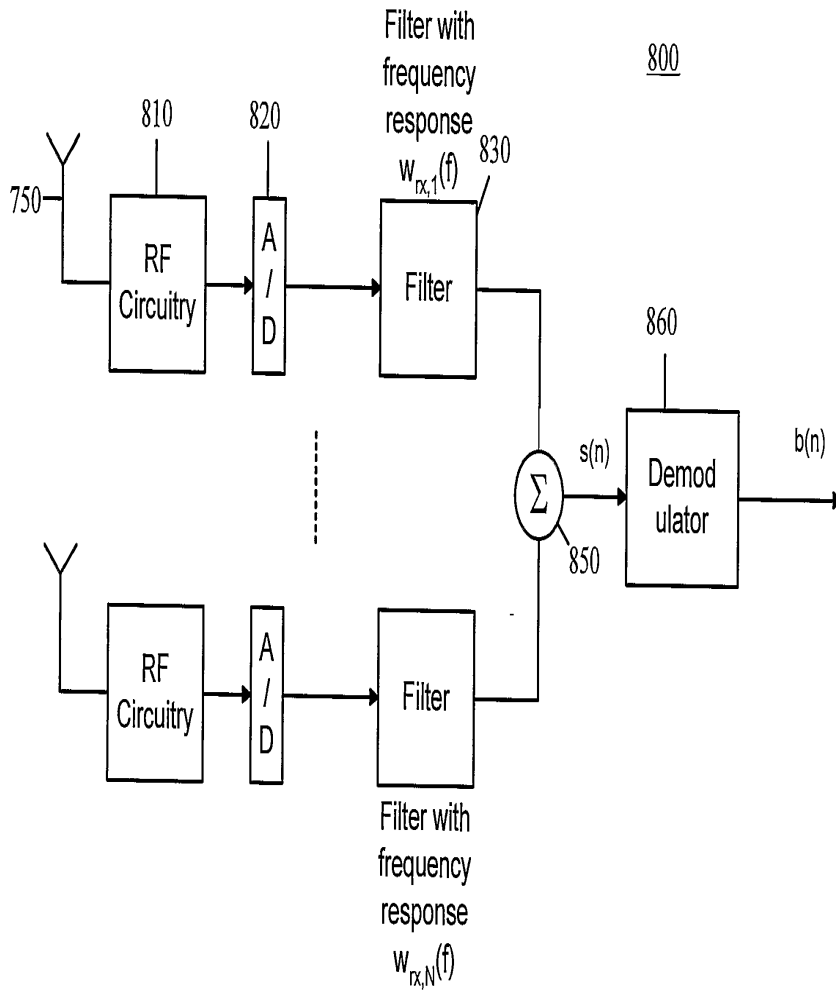 Filter with
frequency
response
w_rx,1(f)
800
810
820
830
750
RF
Circuitry
A
/
D
Filter
860
s(n)
b(n)
Σ
Demod
ulator
850
RF
Circuitry
A
/
D
Filter
Filter with
frequency
response
w_rx,N(f)